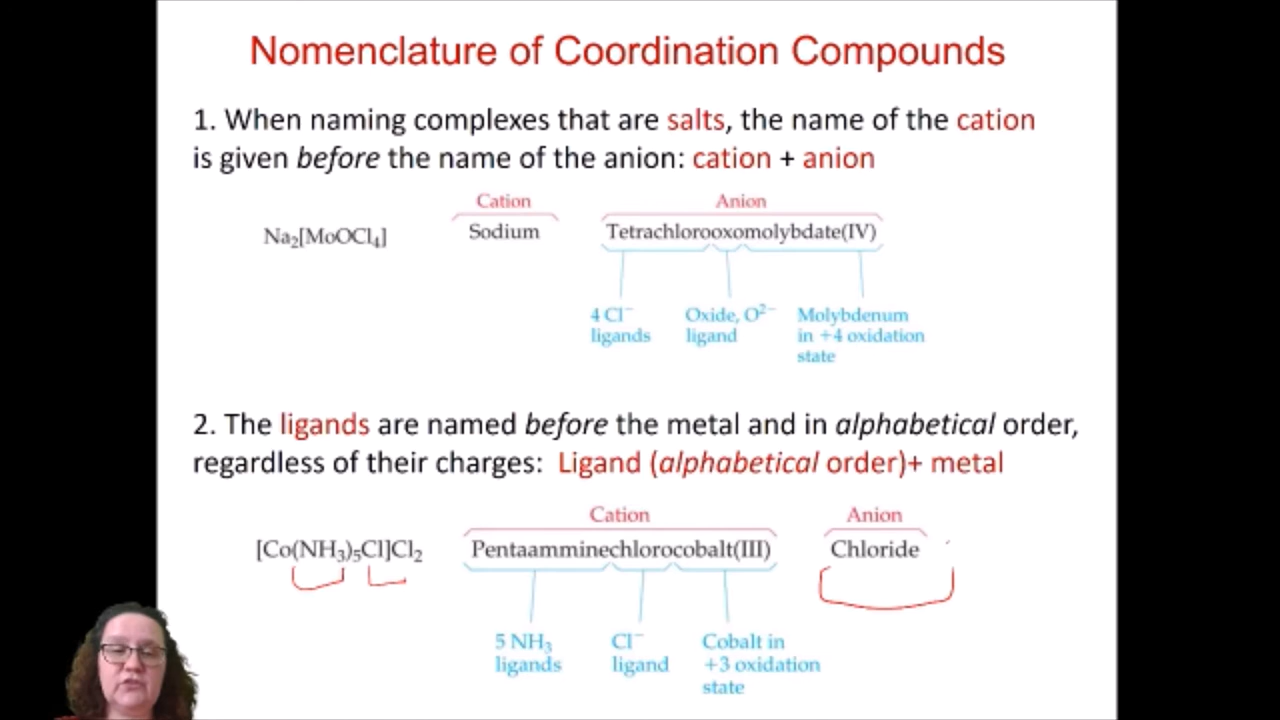 Nomenclature of Coordination Compounds
1. When naming complexes that are salts, the name of the cation
is given before the name of the anion: cation + anion
Cation Anion
Na₂[MoOCl₄] Sodium Tetrachlorooxomolybdate(IV)
4 Cl⁻ Oxide, O²⁻ Molybdenum
ligands ligand in +4 oxidation
state
2. The ligands are named before the metal and in alphabetical order,
regardless of their charges: Ligand (alphabetical order)+ metal
Cation Anion
[Co(NH₃)₅Cl]Cl₂ Pentaamminechlorocobalt(III) Chloride
5 NH₃ Cl⁻ Cobalt in
ligands ligand +3 oxidation
state